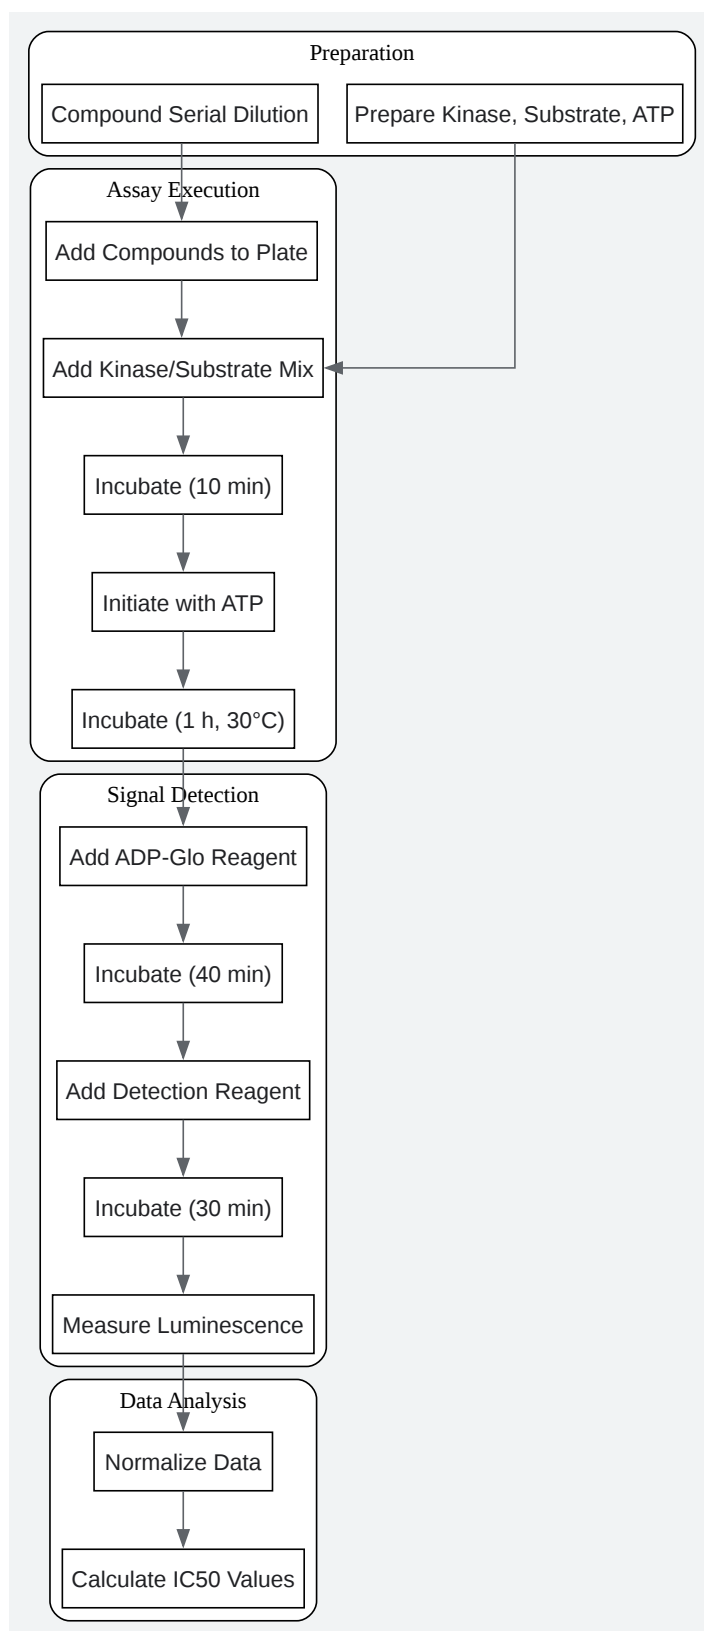 Preparation
Compound Serial Dilution
Prepare Kinase, Substrate, ATP
Assay Execution
Add Compounds to Plate
Add Kinase/Substrate Mix
Incubate (10 min)
Initiate with ATP
Incubate (1 h, 30°C)
Signal Detection
Add ADP-Glo Reagent
Incubate (40 min)
Add Detection Reagent
Incubate (30 min)
Measure Luminescence
Data Analysis
Normalize Data
Calculate IC50 Values